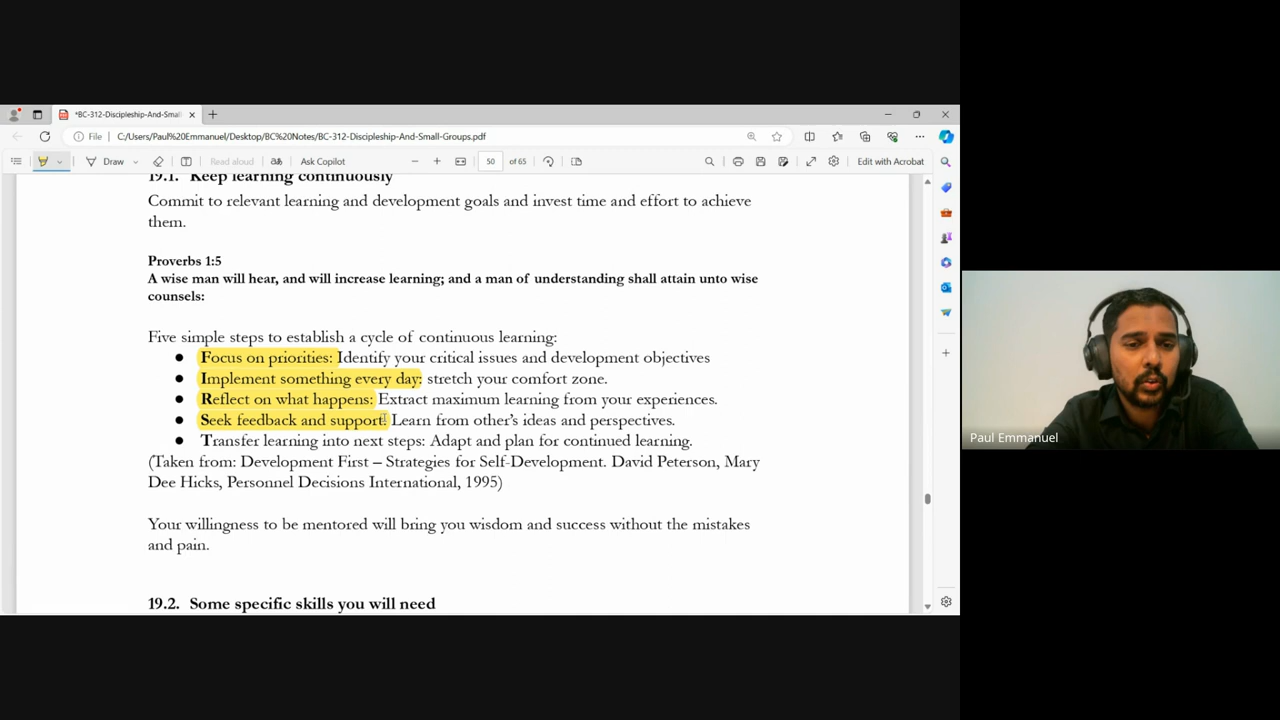 *BC-312-Discipleship-And-Smal
File
C:/Users/Paul%20Emmanuel/Desktop/BC%20Notes/BC-312-Discipleship-And-Small-Groups.pdf
Draw
Read aloud
Ask Copilot
50
of 65
Edit with Acrobat
19.1. Keep learning continuously
Commit to relevant learning and development goals and invest time and effort to achieve
them.
Proverbs 1:5
A wise man will hear, and will increase learning; and a man of understanding shall attain unto wise
counsels:
Five simple steps to establish a cycle of continuous learning:
● Focus on priorities: Identify your critical issues and development objectives
● Implement something every day: stretch your comfort zone.
● Reflect on what happens: Extract maximum learning from your experiences.
● Seek feedback and support: Learn from other's ideas and perspectives.
● Transfer learning into next steps: Adapt and plan for continued learning.
(Taken from: Development First – Strategies for Self-Development. David Peterson, Mary
Dee Hicks, Personnel Decisions International, 1995)
Your willingness to be mentored will bring you wisdom and success without the mistakes
and pain.
19.2. Some specific skills you will need
Paul Emmanuel